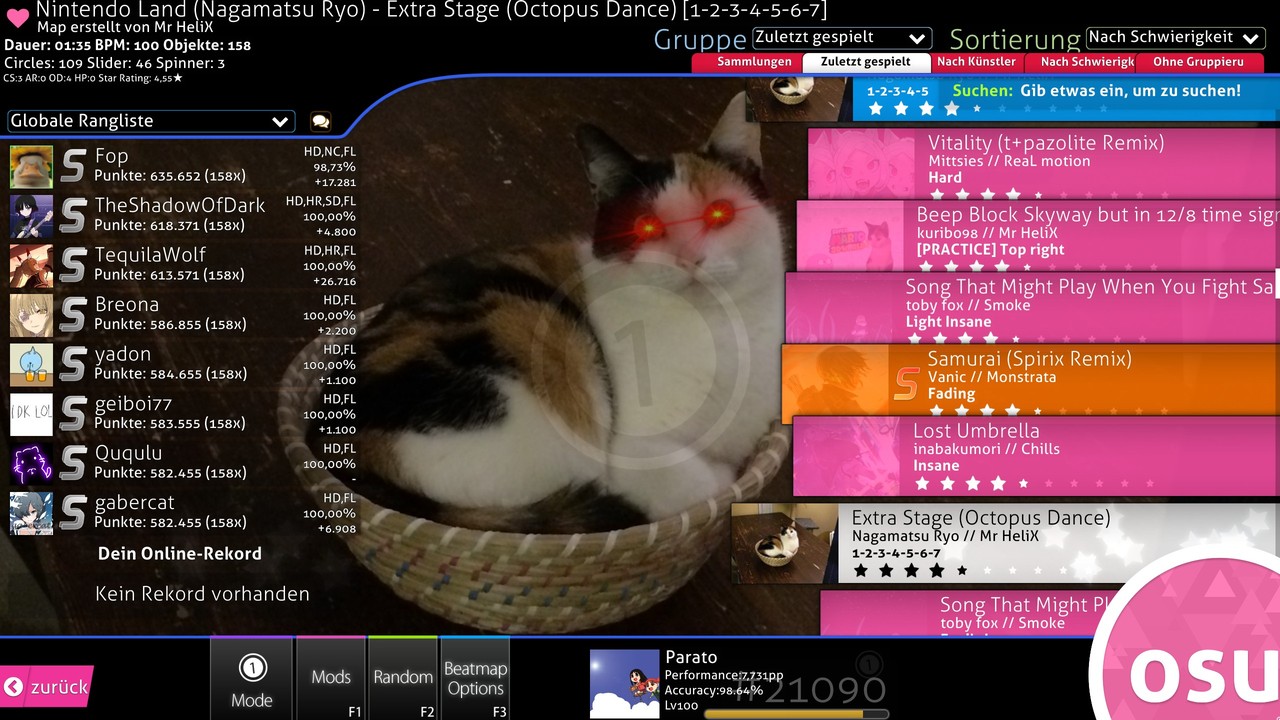 Nintendo Land (Nagamatsu Ryo) - Extra Stage (Octopus Dance) [1-2-3-4-5-6-7]
Map erstellt von Mr HeliX
Dauer: 01:35 BPM: 100 Objekte: 158
Circles: 109 Slider: 46 Spinner: 3
CS:3 AR:0 OD:4 HP:0 Star Rating: 4,55★
Gruppe Zuletzt gespielt
Sortierung Nach Schwierigkeit
Sammlungen
Zuletzt gespielt
Nach Künstler
Nach Schwierigk
Ohne Gruppieru
Globale Rangliste
Fop
Punkte: 635.652 (158x)
HD,NC,FL
98,73%
+17.281
TheShadowOfDark
Punkte: 618.371 (158x)
HD,HR,SD,FL
100,00%
+4.800
TequilaWolf
Punkte: 613.571 (158x)
HD,HR,FL
100,00%
+26.716
Breona
Punkte: 586.855 (158x)
HD,FL
100,00%
+2.200
yadon
Punkte: 584.655 (158x)
HD,FL
100,00%
+1.100
IDK LOL
geiboi77
Punkte: 583.555 (158x)
HD,FL
100,00%
+1.100
Ququlu
Punkte: 582.455 (158x)
HD,FL
100,00%
-
gabercat
Punkte: 582.455 (158x)
HD,FL
100,00%
+6.908
Dein Online-Rekord
Kein Rekord vorhanden
1
1-2-3-4-5
Suchen: Gib etwas ein, um zu suchen!
Vitality (t+pazolite Remix)
Mittsies // ReaL motion
Hard
Beep Block Skyway but in 12/8 time sig
kuribo98 // Mr HeliX
[PRACTICE] Top right
Song That Might Play When You Fight Sa
toby fox // Smoke
Light Insane
S
Samurai (Spirix Remix)
Vanic // Monstrata
Fading
Lost Umbrella
inabakumori // Chills
Insane
Extra Stage (Octopus Dance)
Nagamatsu Ryo // Mr HeliX
1-2-3-4-5-6-7
Song That Might Pl
toby fox // Smoke
zurück
1
Mode
Mods
F1
Random
F2
Beatmap
Options
F3
Parato
Performance:7.731pp
Accuracy:98.64%
Lv100
#21090
1
osu